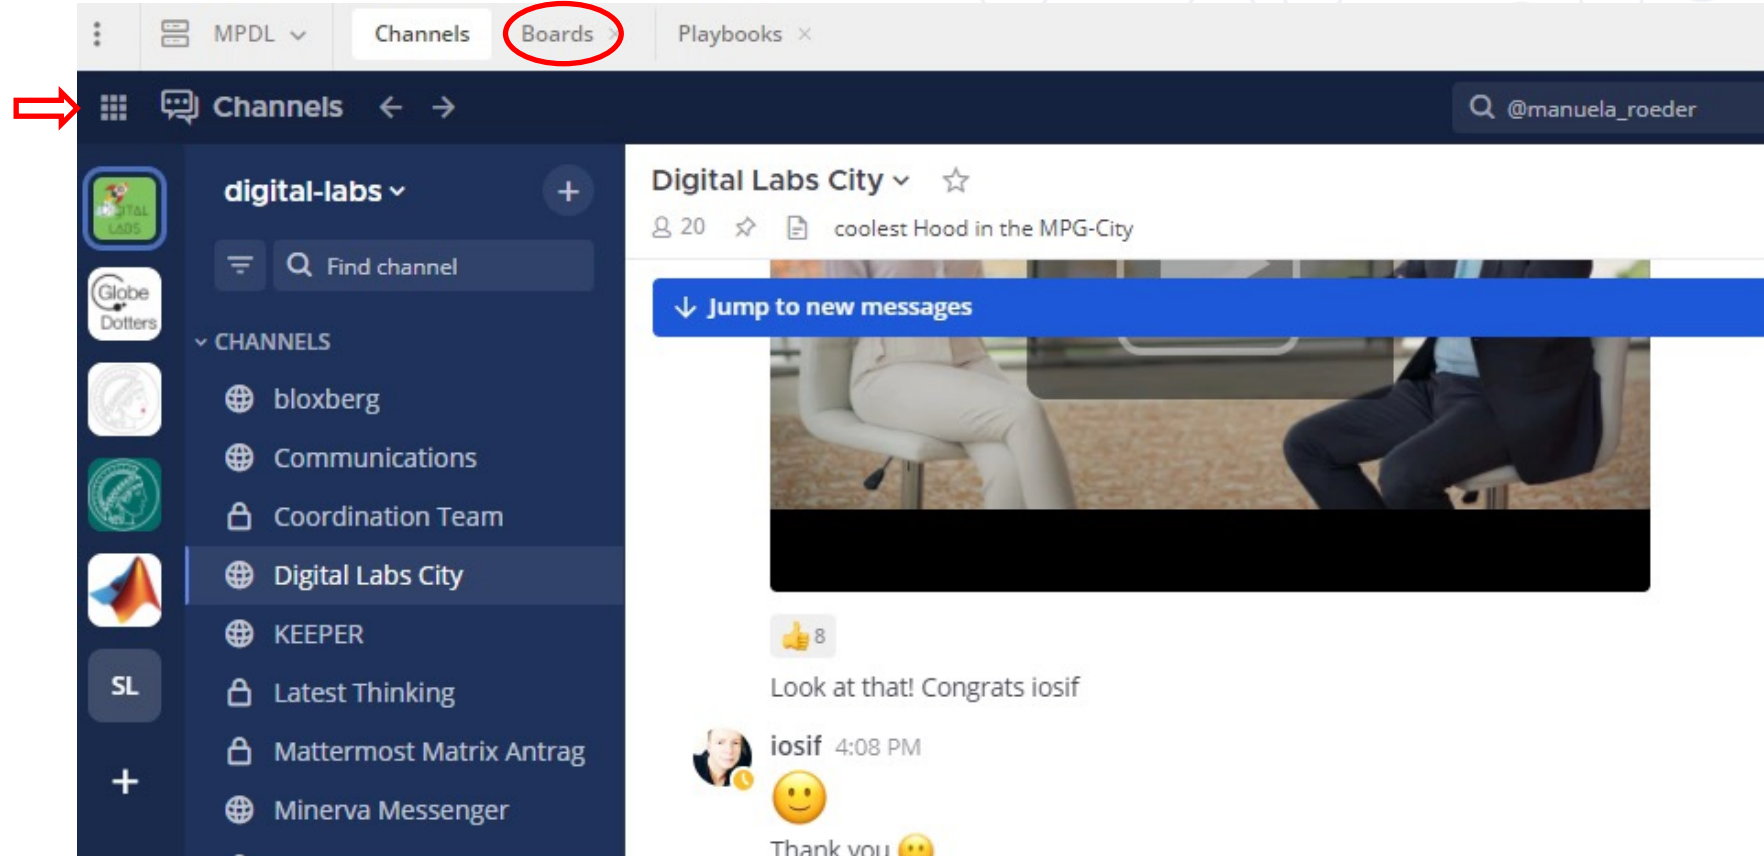 MPDL
Channels
Boards
Playbooks
Channels
@manuela_roeder
DIGITAL
LABS
digital-labs
Find channel
Globe
Dotters
CHANNELS
bloxberg
Communications
Coordination Team
Digital Labs City
KEEPER
SL
Latest Thinking
Mattermost Matrix Antrag
Minerva Messenger
Digital Labs City
20
coolest Hood in the MPG-City
Jump to new messages
8
Look at that! Congrats iosif
iosif 4:08 PM
Thank you